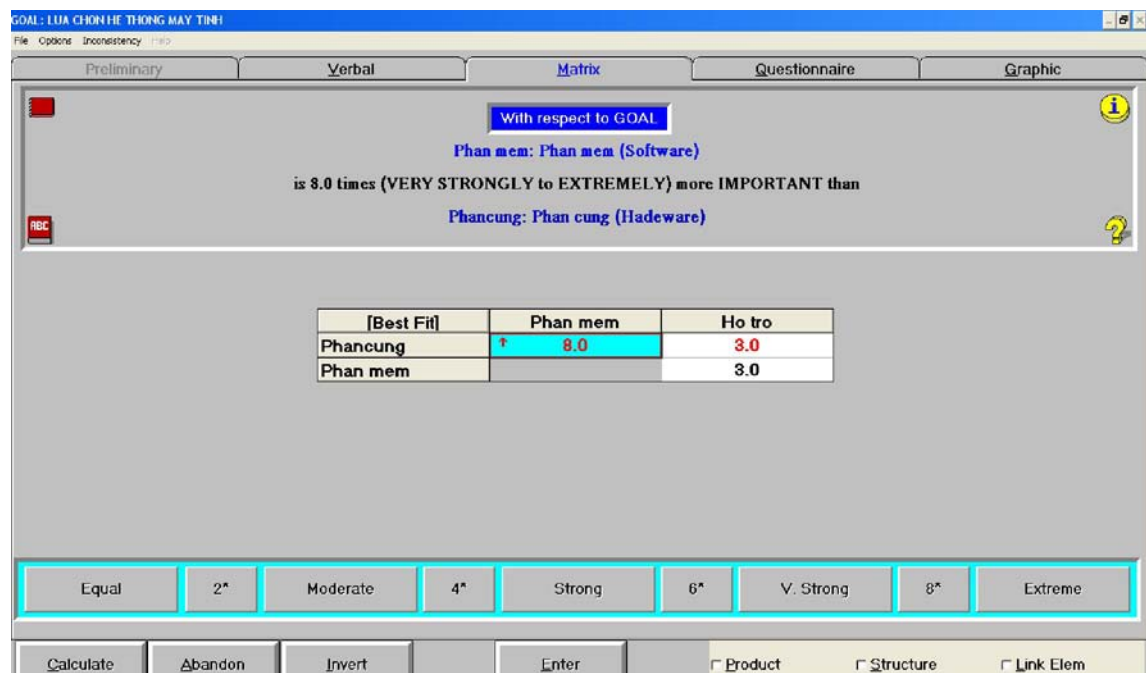 GOAL: LUA CHON HE THONG MAY TINH
File Options Inconsistency Help
Preliminary Verbal Matrix Questionnaire Graphic
With respect to GOAL
Phan mem: Phan mem (Software)
is 8.0 times (VERY STRONGLY to EXTREMELY) more IMPORTANT than
ABC Phancung: Phan cung (Hadeware)
[Best Fit] Phan mem Ho tro
Phancung 8.0 3.0
Phan mem 3.0
Equal 2^ Moderate 4^ Strong 6^ V. Strong 8^ Extreme
Calculate Abandon Invert Enter Product Structure Link Elem